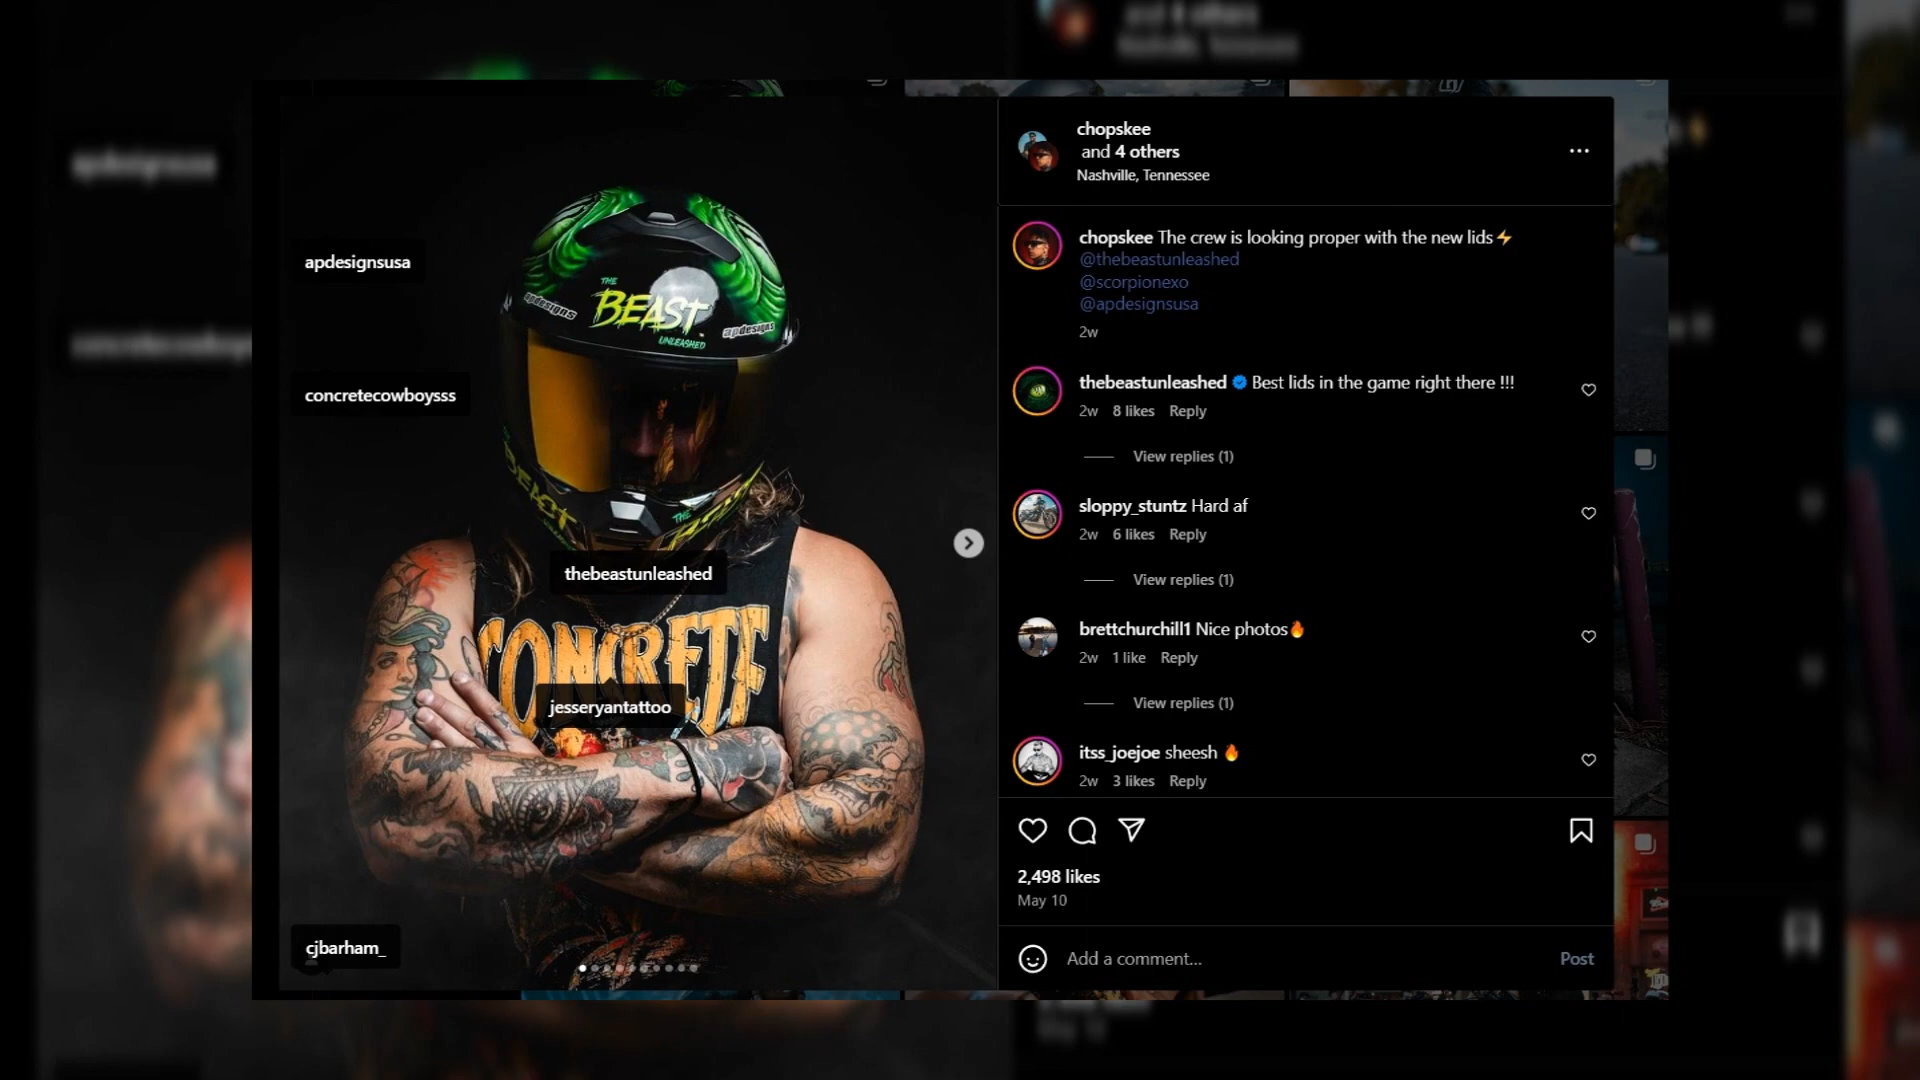 apdesignsusa
concretecowboysss
THE
BEAST
UNLEASHED
apdesigns
apdesigns
BEAST
THE
thebeastunleashed
CONCRETE
jesseryantattoo
cjbarham_
chopskee
and 4 others
Nashville, Tennessee
chopskee The crew is looking proper with the new lids⚡
@thebeastunleashed
@scorpionexo
@apdesignsusa
2w
thebeastunleashed Best lids in the game right there !!!
2w 8 likes Reply
View replies (1)
sloppy_stuntz Hard af
2w 6 likes Reply
View replies (1)
brettchurchill1 Nice photos🔥
2w 1 like Reply
View replies (1)
itss_joejoe sheesh 🔥
2w 3 likes Reply
2,498 likes
May 10
Add a comment...
Post